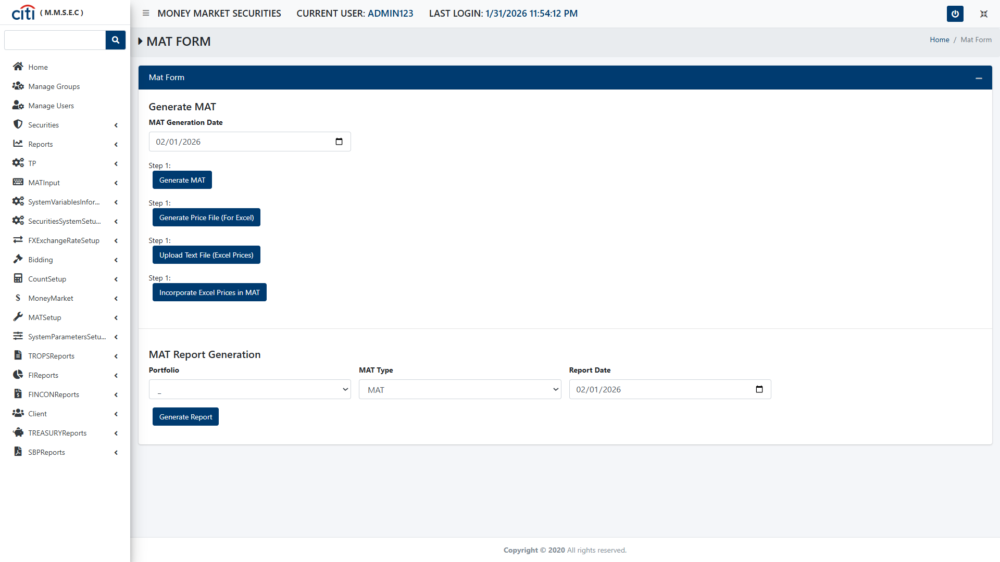 citi ( M.M.S.E.C )
MONEY MARKET SECURITIES CURRENT USER: ADMIN123 LAST LOGIN: 1/31/2026 11:54:12 PM
MAT FORM
Home / Mat Form
Home
Manage Groups
Manage Users
Securities
Reports
TP
MATInput
SystemVariablesInfor...
SecuritiesSystemSetu...
FXExchangeRateSetup
Bidding
CountSetup
MoneyMarket
MATSetup
SystemParametersSetu...
TROPSReports
FIReports
FINCONReports
Client
TREASURYReports
SBPReports
Mat Form
Generate MAT
MAT Generation Date
02/01/2026
Step 1:
Generate MAT
Step 1:
Generate Price File (For Excel)
Step 1:
Upload Text File (Excel Prices)
Step 1:
Incorporate Excel Prices in MAT
MAT Report Generation
Portfolio MAT Type Report Date
_ MAT 02/01/2026
Generate Report
Copyright © 2020 All rights reserved.